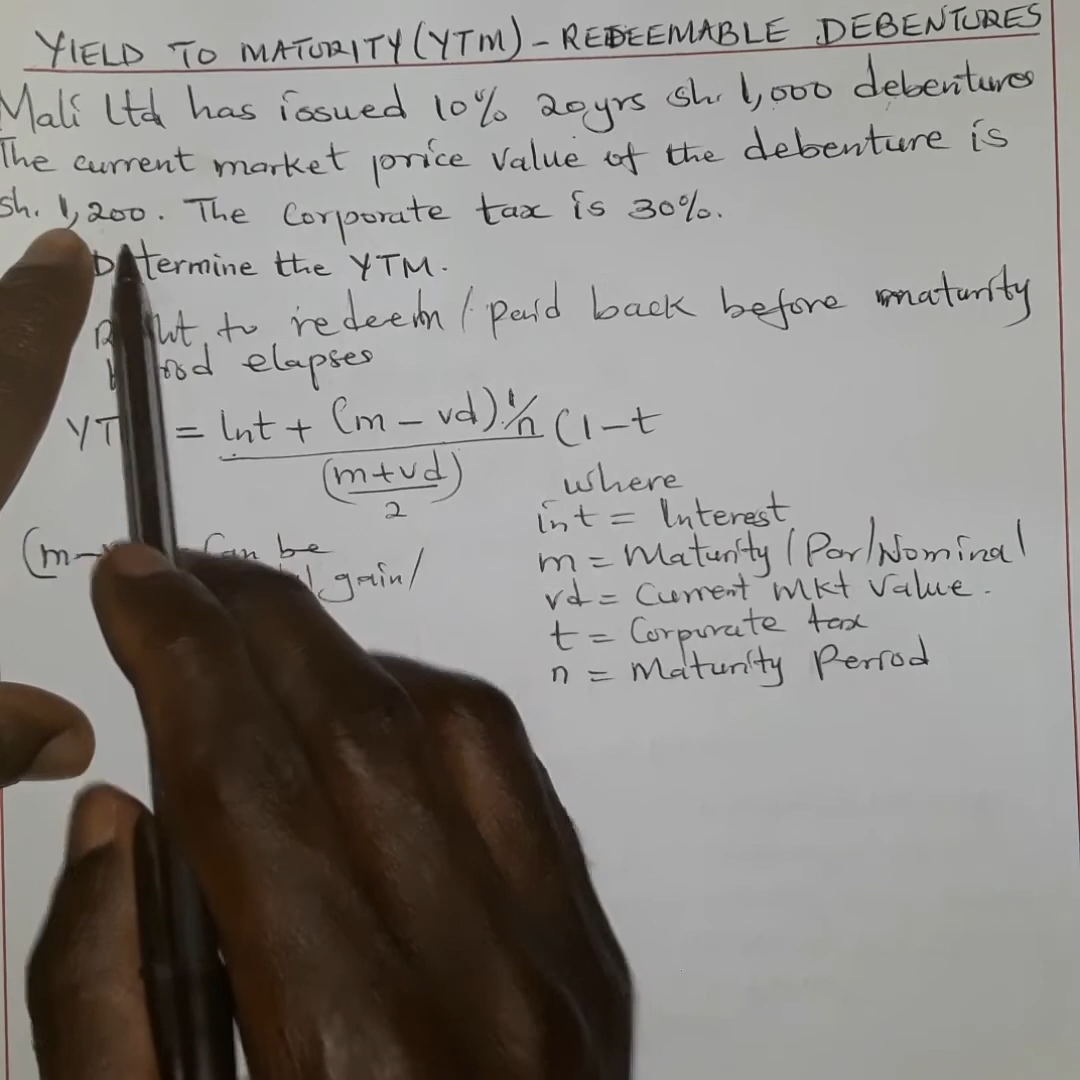 YIELD TO MATURITY (YTM) - REDEEMABLE DEBENTURES
Mali Ltd has issued 10% 20yrs sh. 1,000 debentures
The current market price value of the debenture is
sh. 1,200. The corporate tax is 30%.
Determine the YTM.
to redeem / paid back before maturity
elapses
YT = Int + (m - vd) 1/n (1-t
(m+vd)
2
where
int = Interest
m = Maturity / Par/Nominal
(m- Can be
gain/
vd = Current mkt value.
t = Corporate tax
n = Maturity Period